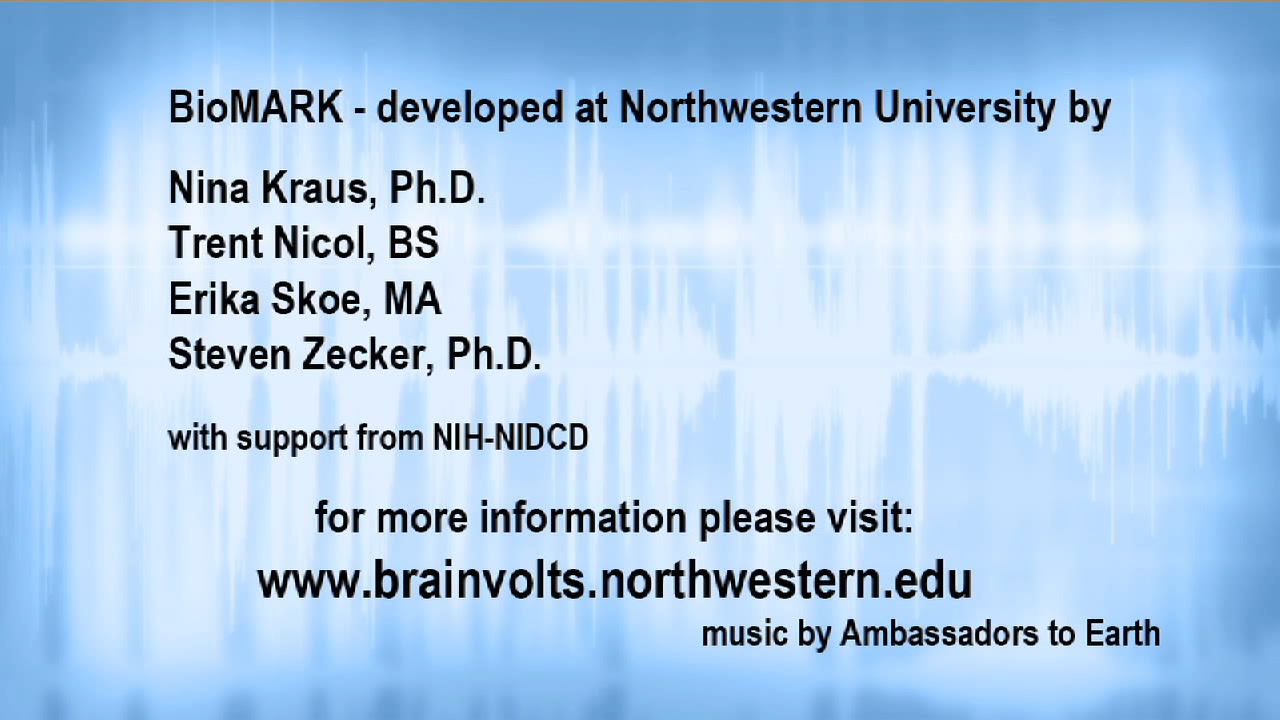 BioMARK - developed at Northwestern University by
Nina Kraus, Ph.D.
Trent Nicol, BS
Erika Skoe, MA
Steven Zecker, Ph.D.
with support from NIH-NIDCD
for more information please visit:
www.brainvolts.northwestern.edu
music by Ambassadors to Earth